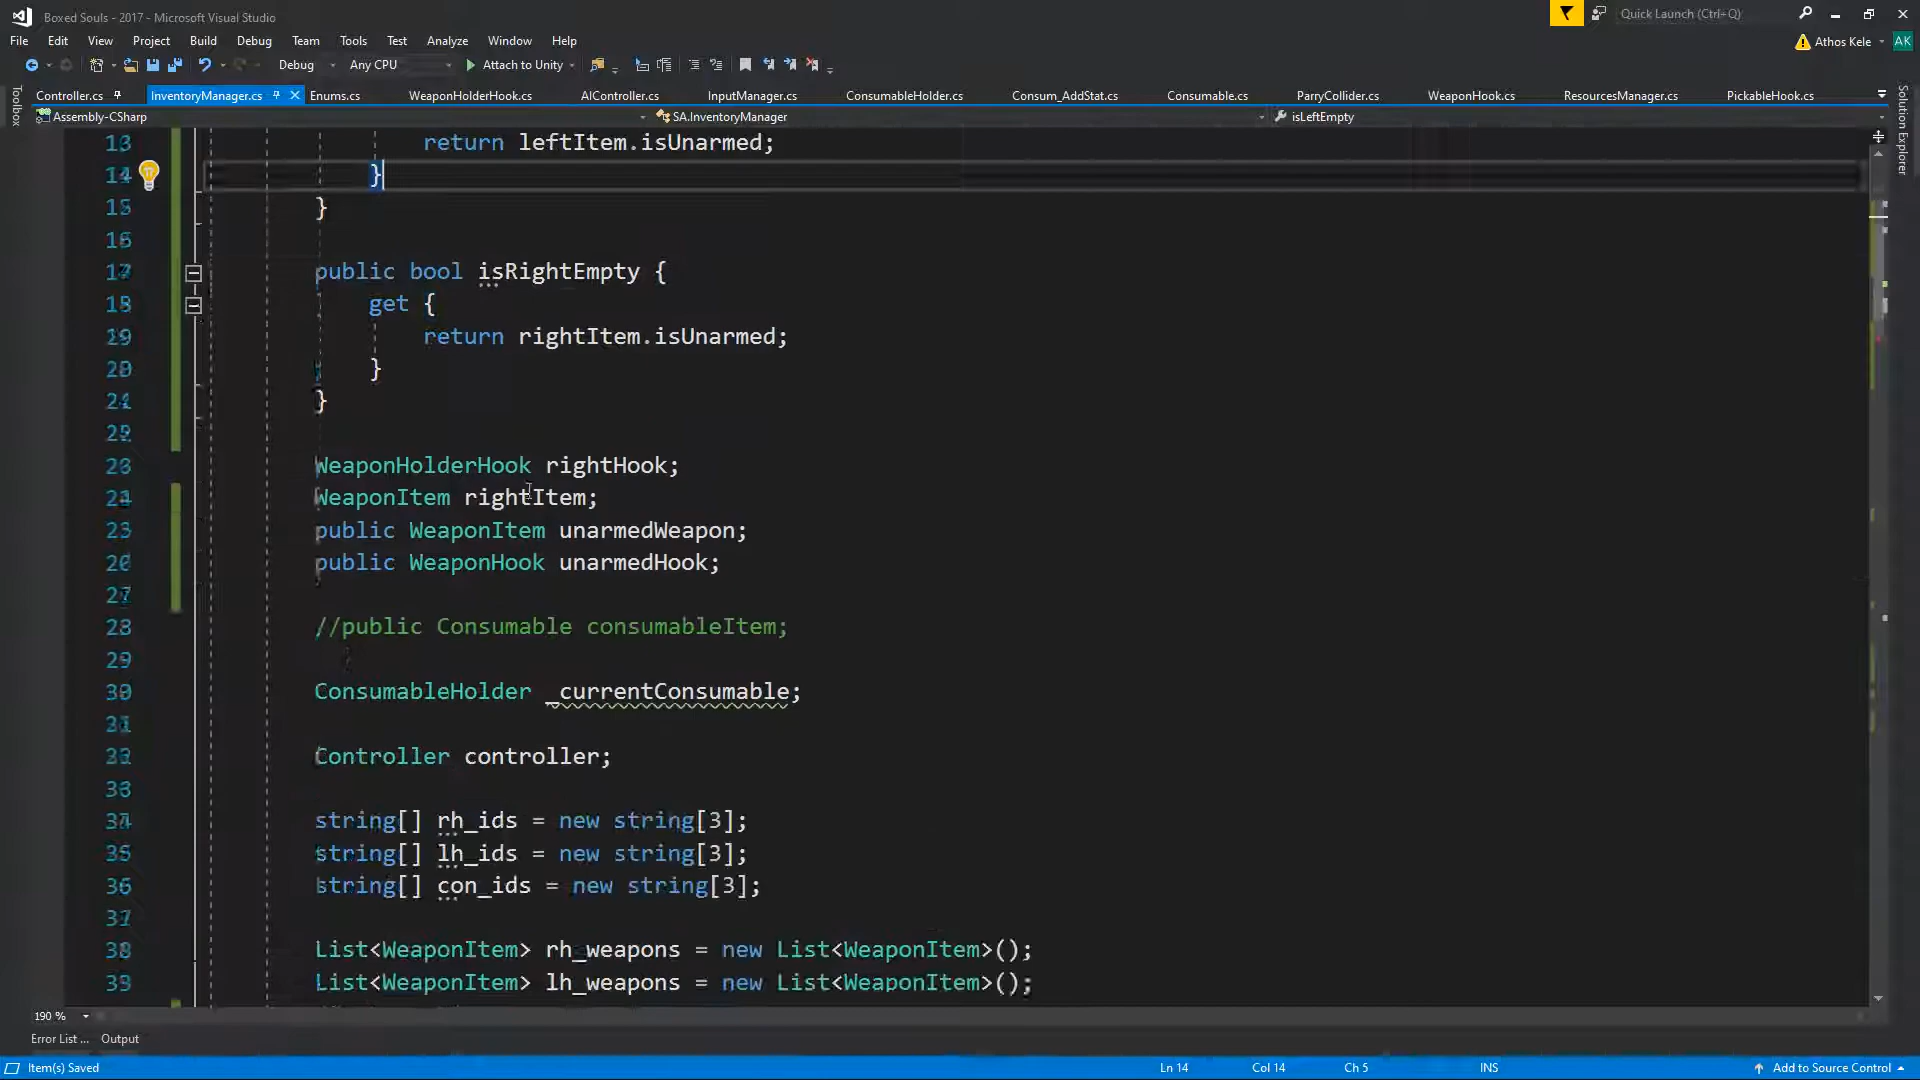 Boxed Souls - 2017 - Microsoft Visual Studio
Quick Launch (Ctrl+Q)
File Edit View Project Build Debug Team Tools Test Analyze Window Help
Athos Kele AK
Debug Any CPU Attach to Unity
Toolbox
Controller.cs InventoryManager.cs Enums.cs WeaponHolderHook.cs AIController.cs InputManager.cs ConsumableHolder.cs Consum_AddStat.cs Consumable.cs ParryCollider.cs WeaponHook.cs ResourcesManager.cs PickableHook.cs
Solution Explorer
Assembly-CSharp SA.InventoryManager isLeftEmpty
13 return leftItem.isUnarmed;
14 }
15 }
16
17 public bool isRightEmpty {
18 get {
19 return rightItem.isUnarmed;
}
}
WeaponHolderHook rightHook;
WeaponItem rightItem;
public WeaponItem unarmedWeapon;
public WeaponHook unarmedHook;
27
28 //public Consumable consumableItem;
29
30 ConsumableHolder _currentConsumable;
31
32 Controller controller;
33
34 string[] rh_ids = new string[3];
35 string[] lh_ids = new string[3];
36 string[] con_ids = new string[3];
37
38 List<WeaponItem> rh_weapons = new List<WeaponItem>();
39 List<WeaponItem> lh_weapons = new List<WeaponItem>();
190 %
Error List ... Output
Item(s) Saved Ln 14 Col 14 Ch 5 INS Add to Source Control